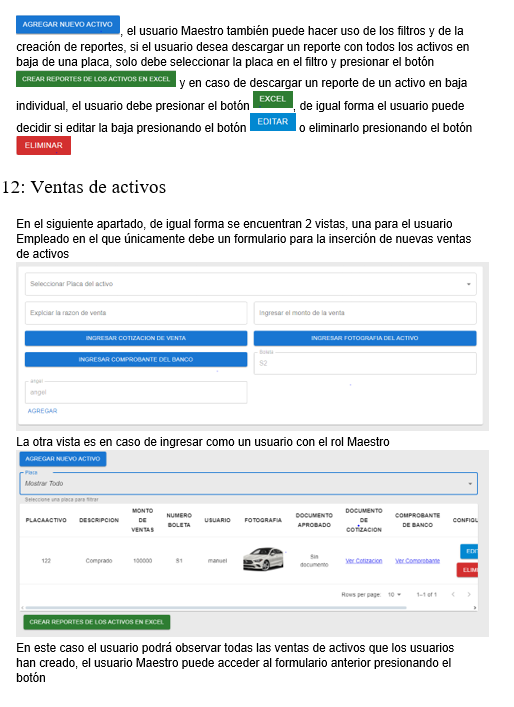 AGREGAR NUEVO ACTIVO , el usuario Maestro también puede hacer uso de los filtros y de la
creación de reportes, si el usuario desea descargar un reporte con todos los activos en
baja de una placa, solo debe seleccionar la placa en el filtro y presionar el botón
CREAR REPORTES DE LOS ACTIVOS EN EXCEL y en caso de descargar un reporte de un activo en baja
individual, el usuario debe presionar el botón EXCEL , de igual forma el usuario puede
decidir si editar la baja presionando el botón EDITAR o eliminarlo presionando el botón
ELIMINAR
12: Ventas de activos
En el siguiente apartado, de igual forma se encuentran 2 vistas, una para el usuario
Empleado en el que únicamente debe un formulario para la inserción de nuevas ventas
de activos
Seleccionar Placa del activo
Explciar la razon de venta Ingresar el monto de la venta
INGRESAR COTIZACION DE VENTA INGRESAR FOTOGRAFIA DEL ACTIVO
INGRESAR COMPROBANTE DEL BANCO Boleta
52
angel
angel
AGREGAR
La otra vista es en caso de ingresar como un usuario con el rol Maestro
AGREGAR NUEVO ACTIVO
Placa
Mostrar Todo
Seleccione una placa para filtrar
PLACAACTIVO DESCRIPCION MONTO DE VENTAS NUMERO BOLETA USUARIO FOTOGRAFIA DOCUMENTO APROBADO DOCUMENTO DE COTIZACION COMPROBANTE DE BANCO CONFIGU
122 Comprado 100000 51 manuel Sin documento Ver Cotizacion Ver Comprobante EDI
ELIMI
Rows per page: 10 1–1 of 1
CREAR REPORTES DE LOS ACTIVOS EN EXCEL
En este caso el usuario podrá observar todas las ventas de activos que los usuarios
han creado, el usuario Maestro puede acceder al formulario anterior presionando el
botón